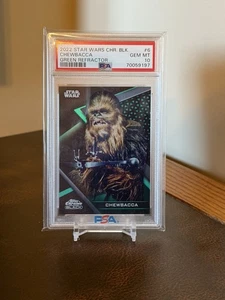 2022 STAR WARS CHR. BLK. #6
CHEWBACCA GEM MT
GREEN REFRACTOR 10
PSA 70059197
STAR
WARS
CHEWBACCA
PSA